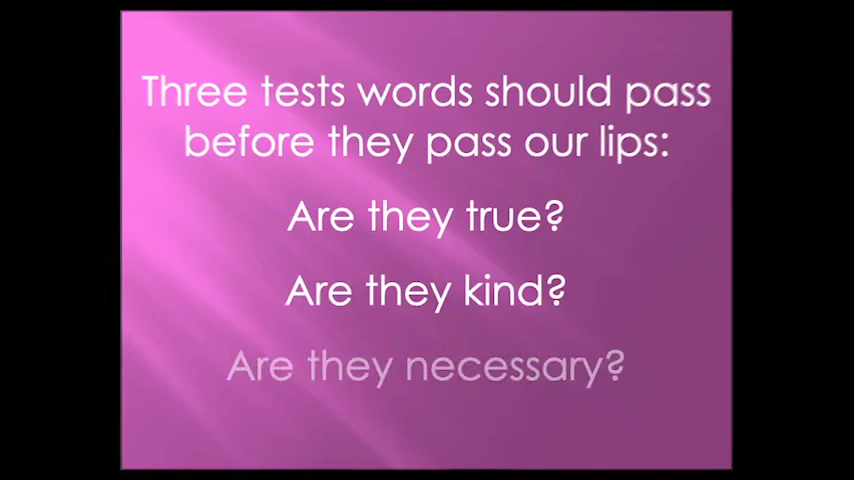 Three tests words should pass
before they pass our lips:
Are they true?
Are they kind?
Are they necessary?